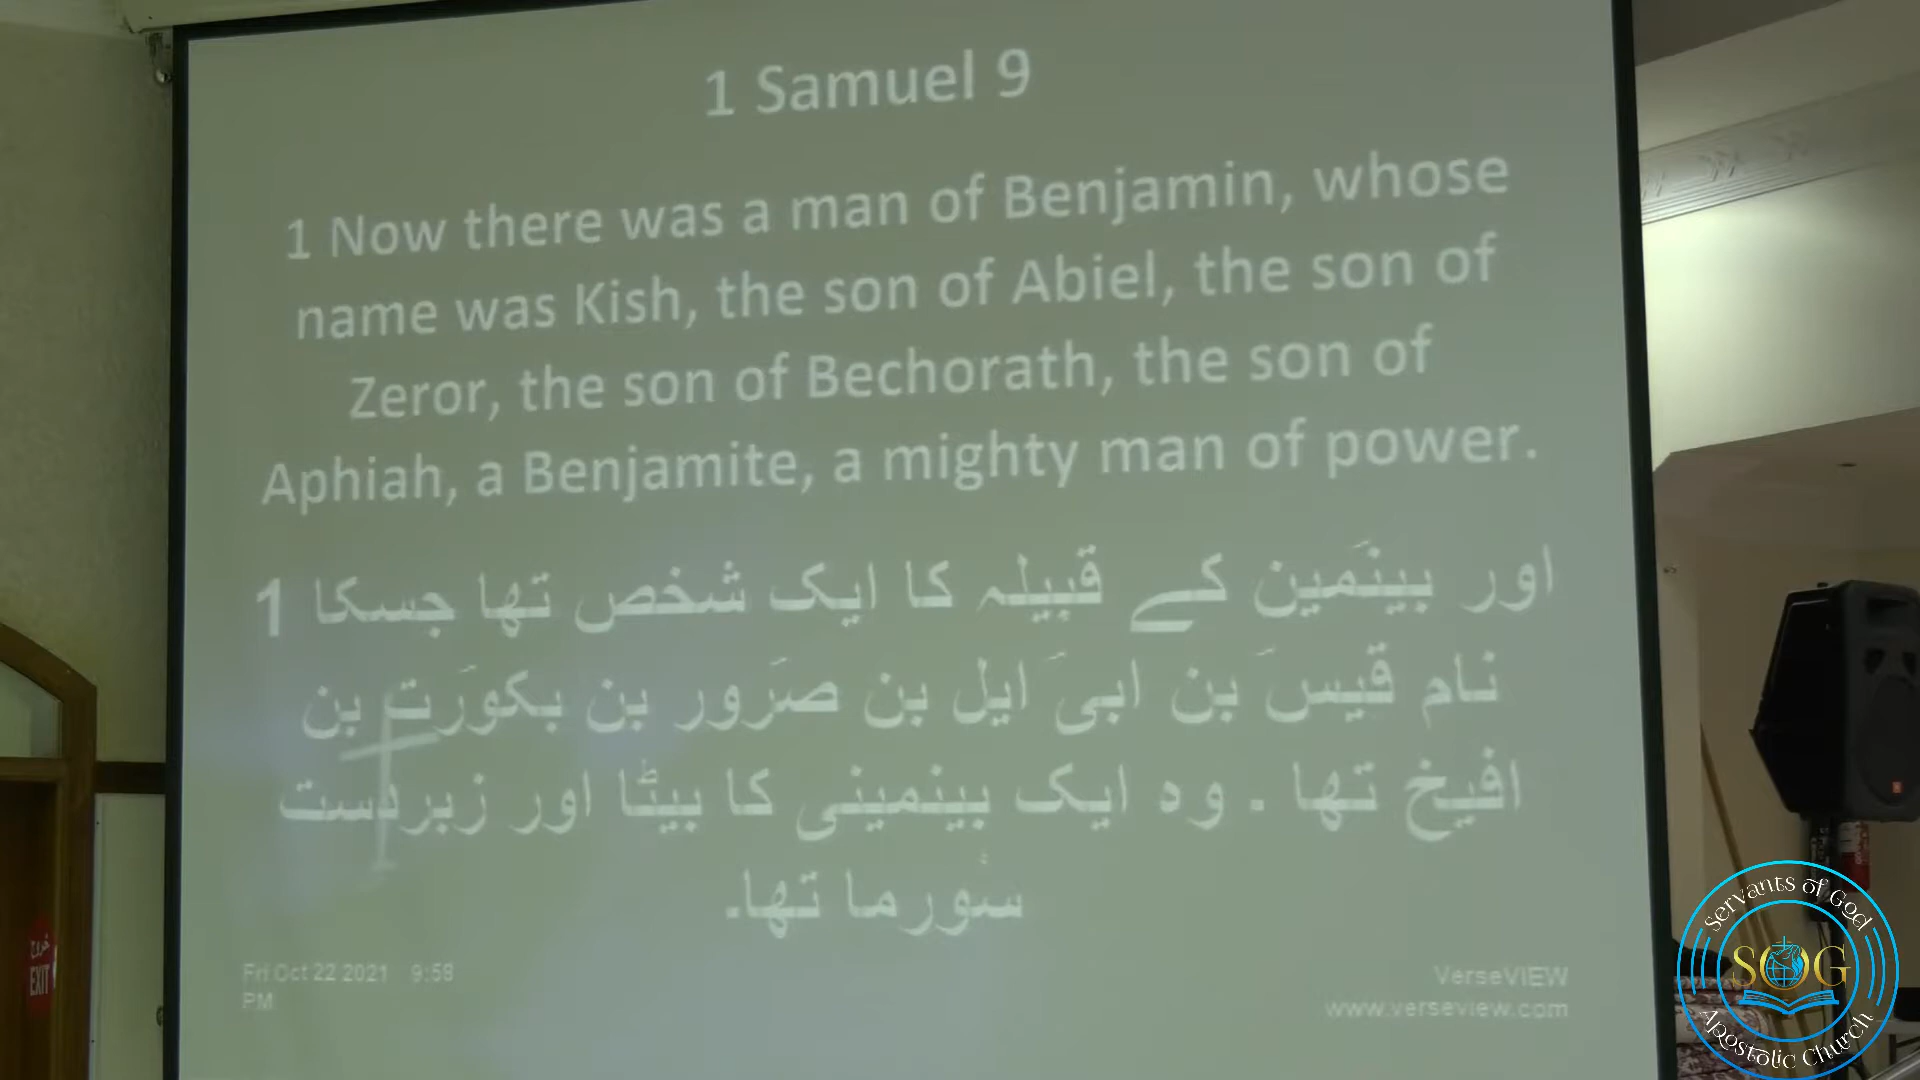 1 Samuel 9
1 Now there was a man of Benjamin, whose
name was Kish, the son of Abiel, the son of
Zeror, the son of Bechorath, the son of
Aphiah, a Benjamite, a mighty man of power.
1 اور بینَمین کے قبیلہ کا ایک شخص تھا جسکا
نام قیسَ بن ابیَ ایل بن صَرور بن بکورَت بن
افیخ تھا ۔ وہ ایک بینمینی کا بیٹا اور زبردست
سُورما تھا۔
Fri Oct 22 2021 9:58
PM
VerseVIEW
www.verseview.com
خروج
EXIT
Servants of God
SOG
Apostolic Church